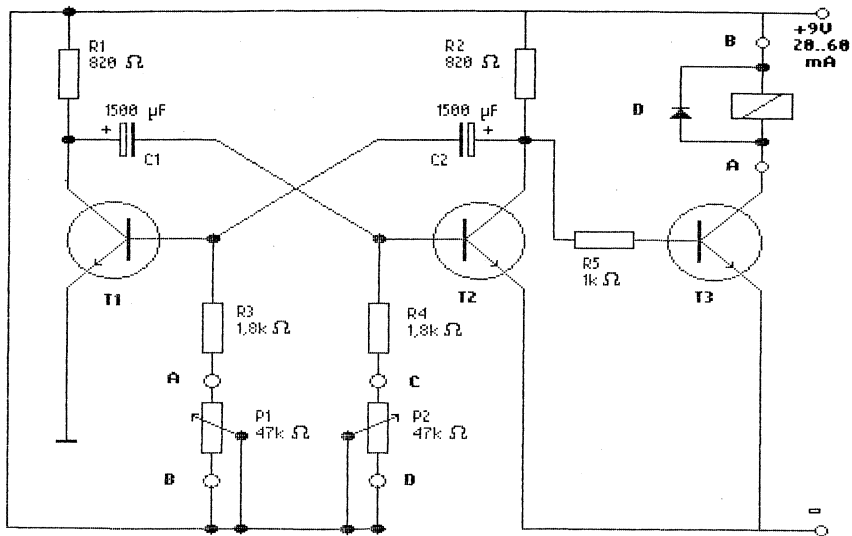 R1
820 Ω
R2
820 Ω
B
+9V
20..60
mA
1500 µF
+
C1
1500 µF
+
C2
D
A
T1
T2
R5
1k Ω
T3
R3
1,8k Ω
R4
1,8k Ω
A
C
P1
47k Ω
P2
47k Ω
B
D
-